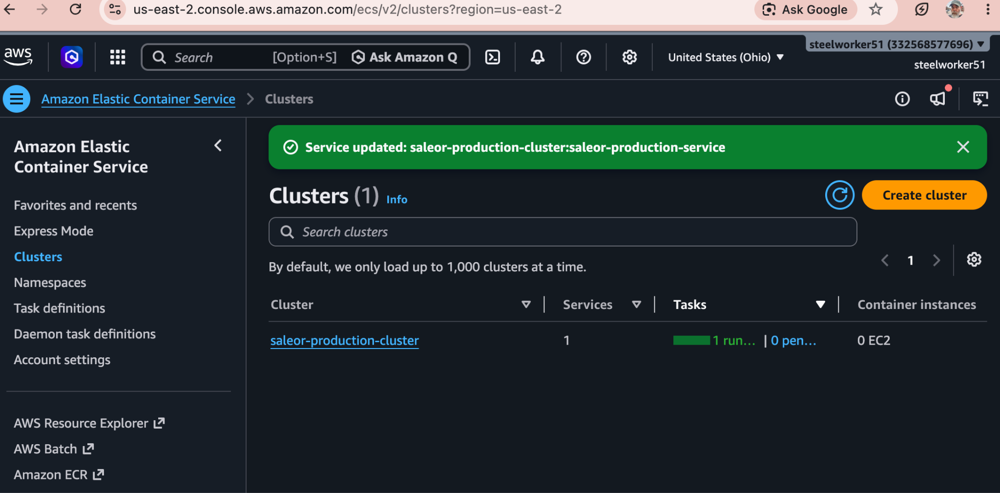 us-east-2.console.aws.amazon.com/ecs/v2/clusters?region=us-east-2
Ask Google
aws
Search
[Option+S]
Ask Amazon Q
United States (Ohio)
steelworker51 (332568577696)
steelworker51
Amazon Elastic Container Service
Clusters
Amazon Elastic
Container Service
Favorites and recents
Express Mode
Clusters
Namespaces
Task definitions
Daemon task definitions
Account settings
AWS Resource Explorer
AWS Batch
Amazon ECR
Service updated: saleor-production-cluster:saleor-production-service
Clusters (1) Info
Create cluster
Search clusters
By default, we only load up to 1,000 clusters at a time.
1
Cluster Services Tasks Container instances
saleor-production-cluster 1 1 run... | 0 pen... 0 EC2